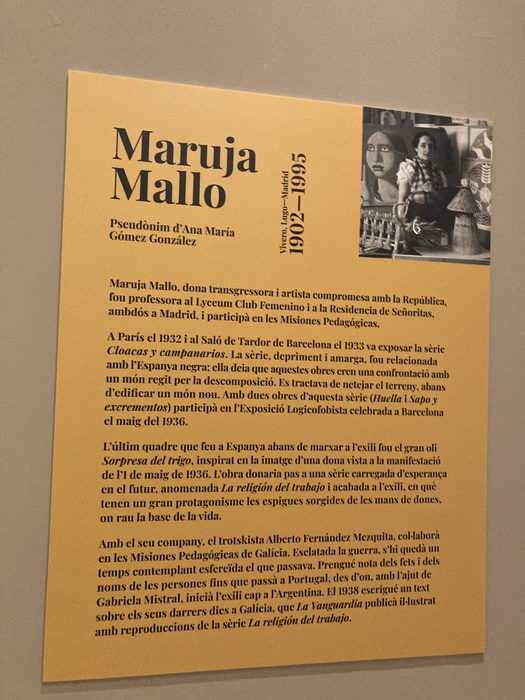 Maruja
Mallo
Pseudònim d'Ana María
Gómez González
Vivero, Lugo—Madrid
1902—1995
Maruja Mallo, dona transgressora i artista compromesa amb la República,
fou professora al Lyceum Club Femenino i a la Residencia de Señoritas,
ambdós a Madrid, i participà en les Misiones Pedagógicas.
A París el 1932 i al Saló de Tardor de Barcelona el 1933 va exposar la sèrie
Cloacas y campanarios. La sèrie, depriment i amarga, fou relacionada
amb l'Espanya negra; ella deia que aquestes obres eren una confrontació amb
un món regit per la descomposició. Es tractava de netejar el terreny, abans
d'edificar un món nou. Amb dues obres d'aquesta sèrie (Huella i Sapo y
excrementos) participà en l'Exposició Logicofobista celebrada a Barcelona
el maig del 1936.
L'últim quadre que feu a Espanya abans de marxar a l'exili fou el gran oli
Sorpresa del trigo, inspirat en la imatge d'una dona vista a la manifestació
de l'1 de maig de 1936. L'obra donaria pas a una sèrie carregada d'esperança
en el futur, anomenada La religión del trabajo i acabada a l'exili, en què
tenen un gran protagonisme les espigues sorgides de les mans de dones,
on rau la base de la vida.
Amb el seu company, el trotskista Alberto Fernández Mezquita, col·laborà
en les Misiones Pedagógicas de Galícia. Esclatada la guerra, s'hi quedà un
temps contemplant esfereïda el que passava. Prengué nota dels fets i dels
noms de les persones fins que passà a Portugal, des d'on, amb l'ajut de
Gabriela Mistral, inicià l'exili cap a l'Argentina. El 1938 escrigué un text
sobre els seus darrers dies a Galícia, que La Vanguardia publicà il·lustrat
amb reproduccions de la sèrie La religión del trabajo.